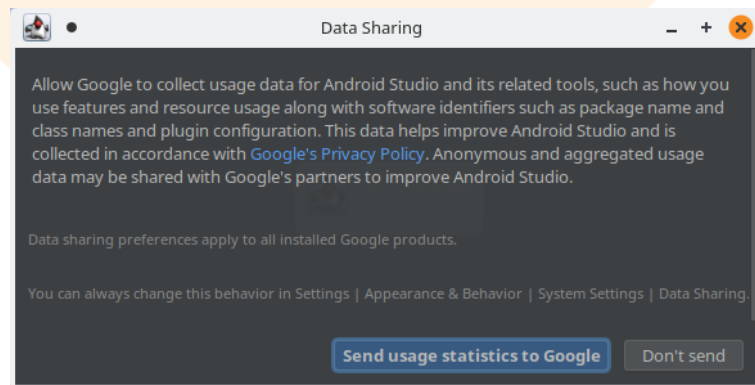 Data Sharing
Allow Google to collect usage data for Android Studio and its related tools, such as how you
use features and resource usage along with software identifiers such as package name and
class names and plugin configuration. This data helps improve Android Studio and is
collected in accordance with Google's Privacy Policy. Anonymous and aggregated usage
data may be shared with Google's partners to improve Android Studio.
Data sharing preferences apply to all installed Google products.
You can always change this behavior in Settings | Appearance & Behavior | System Settings | Data Sharing.
Send usage statistics to Google
Don't send